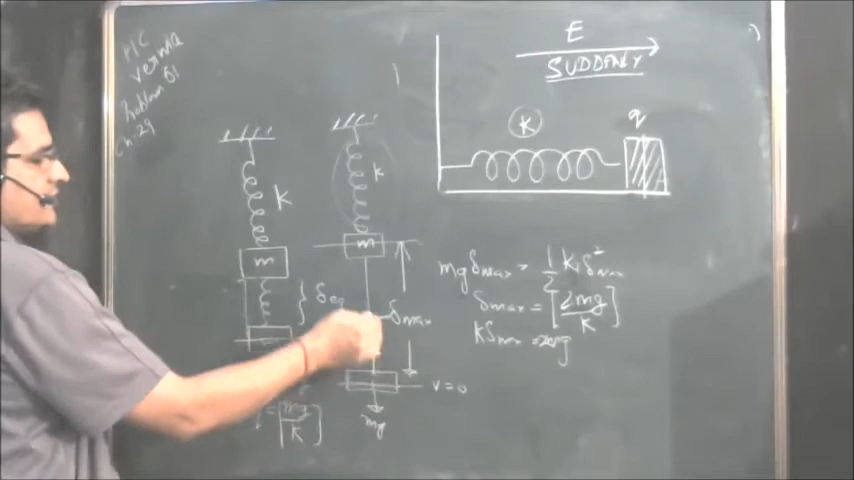 HC
Verma
Problem 61
Ch: 29
E
SUDDENLY
K
q
K
K
m
m
δeq
δmax
mg δmax = 1/2 K δ²max
δmax = [2mg/K]
Kδmax = 2mg
V=0
mg
= [mg/K]